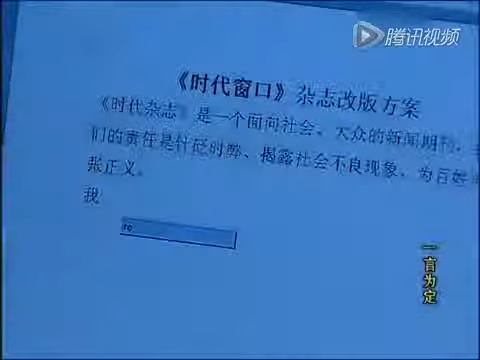 腾讯视频
《时代窗口》杂志改版方案
《时代杂志》是一个面向社会、大众的新闻期刊，
们的责任是针砭时弊、揭露社会不良现象，为百姓
张正义。
我
一言为定